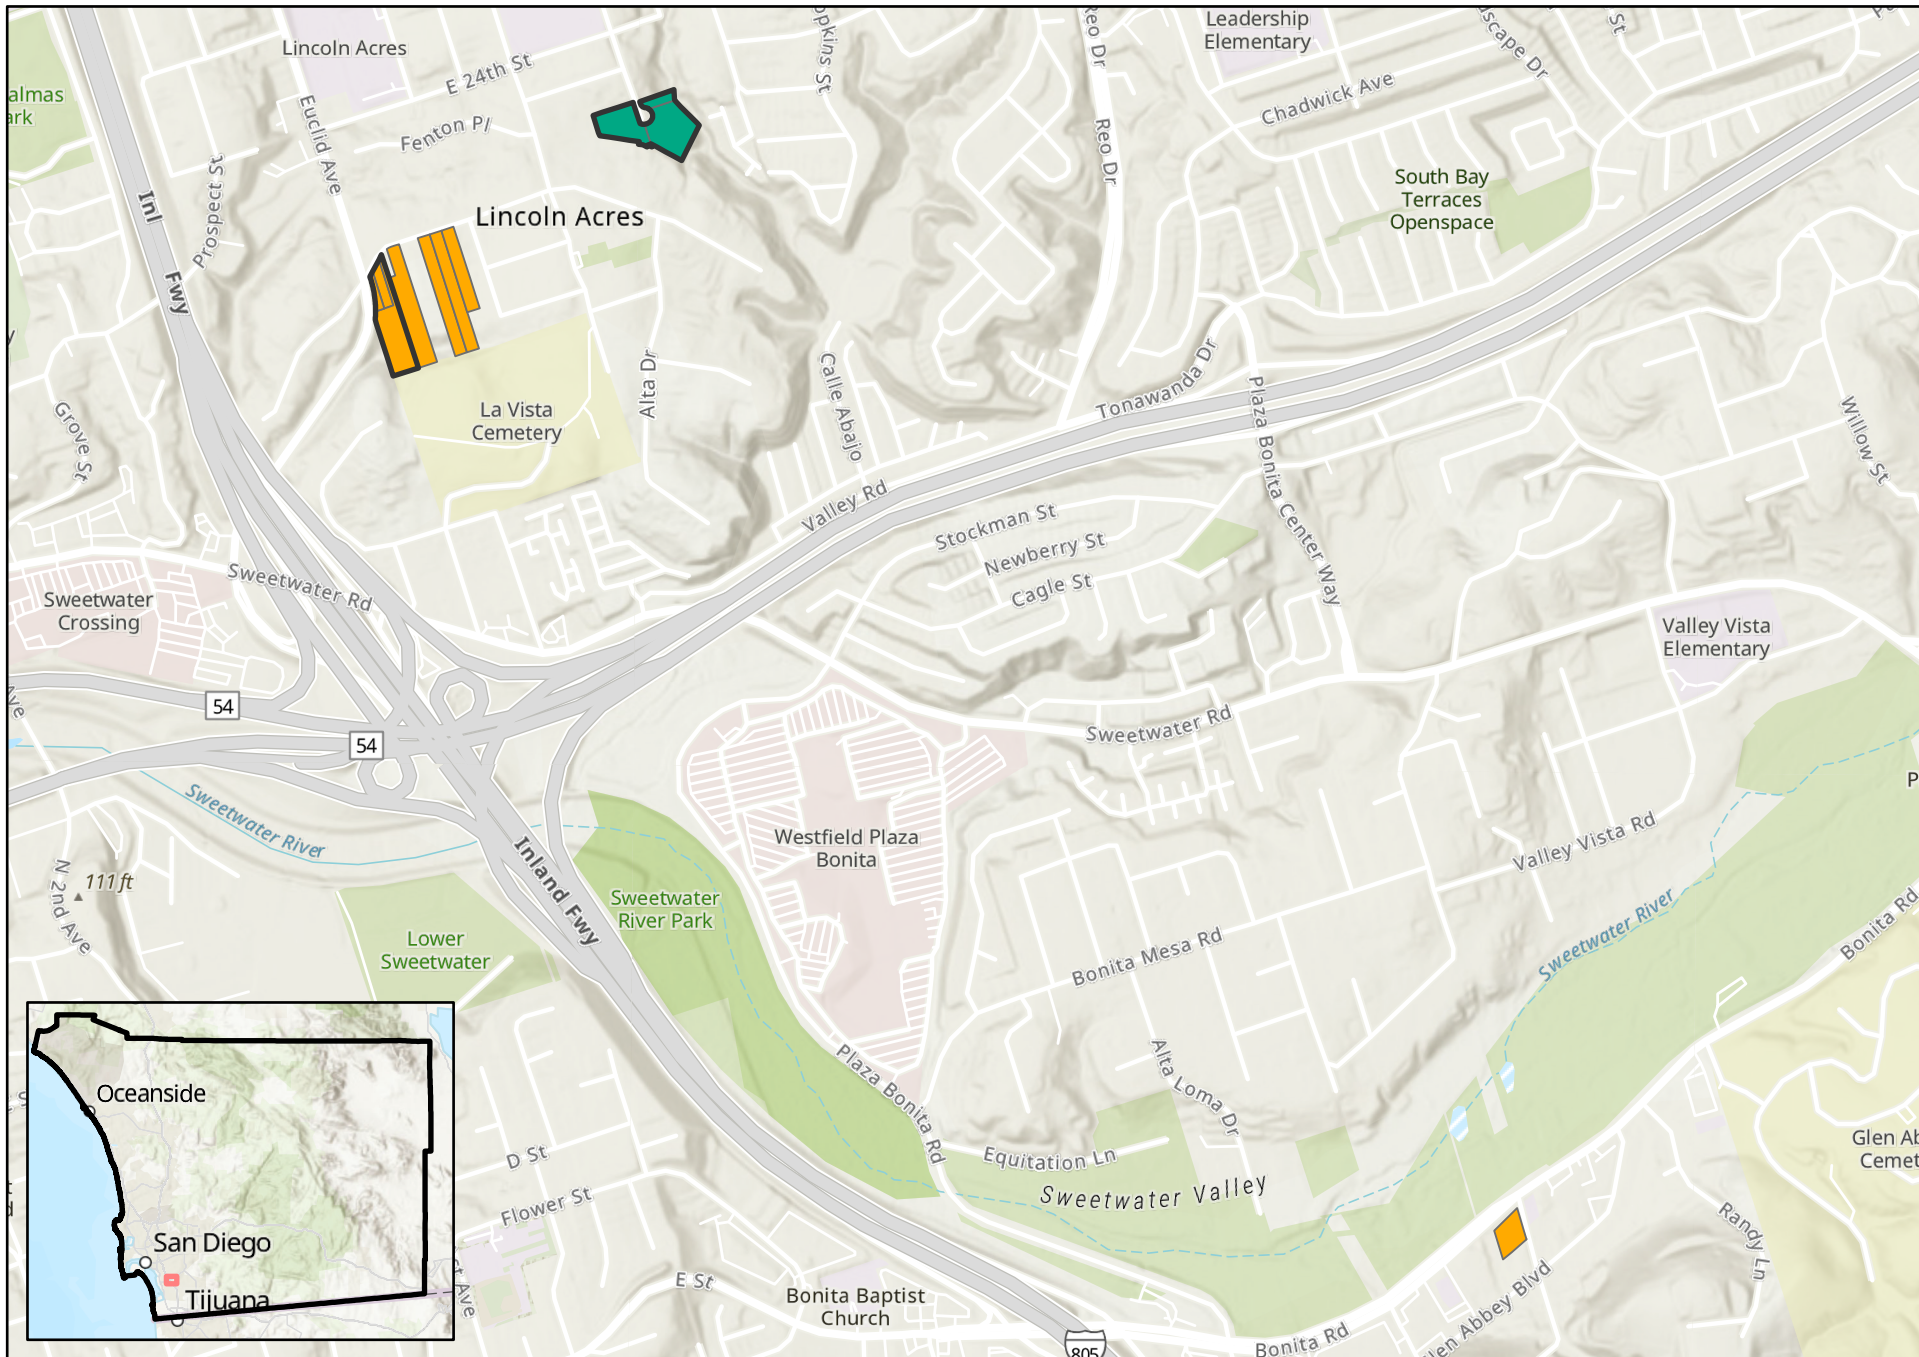 Leadership
Elementary
Lincoln Acres
E 24th St
Reo Dr
Chadwick Ave
St
Fenton Pl
Euclid Ave
Reo Dr
Prospect St
Inl
Fwy
South Bay
Terraces
Openspace
Lincoln Acres
Alta Dr
Calle Abajo
Tonawanda Dr
Plaza Bonita Center Way
Willow St
Grove St
La Vista
Cemetery
Valley Rd
Stockman St
Newberry St
Cagle St
Sweetwater Rd
Sweetwater
Crossing
Valley Vista
Elementary
54
54
Sweetwater Rd
Sweetwater River
Westfield Plaza
Bonita
Valley Vista Rd
Inland Fwy
111 ft
N 2nd Ave
Sweetwater
River Park
Lower
Sweetwater
Bonita Mesa Rd
Sweetwater River
Bonita Rd
Plaza Bonita Rd
Alta Loma Dr
Oceanside
San Diego
Tijuana
D St
Flower St
Equitation Ln
Sweetwater Valley
Randy Ln
E St
Bonita Baptist
Church
805
Bonita Rd